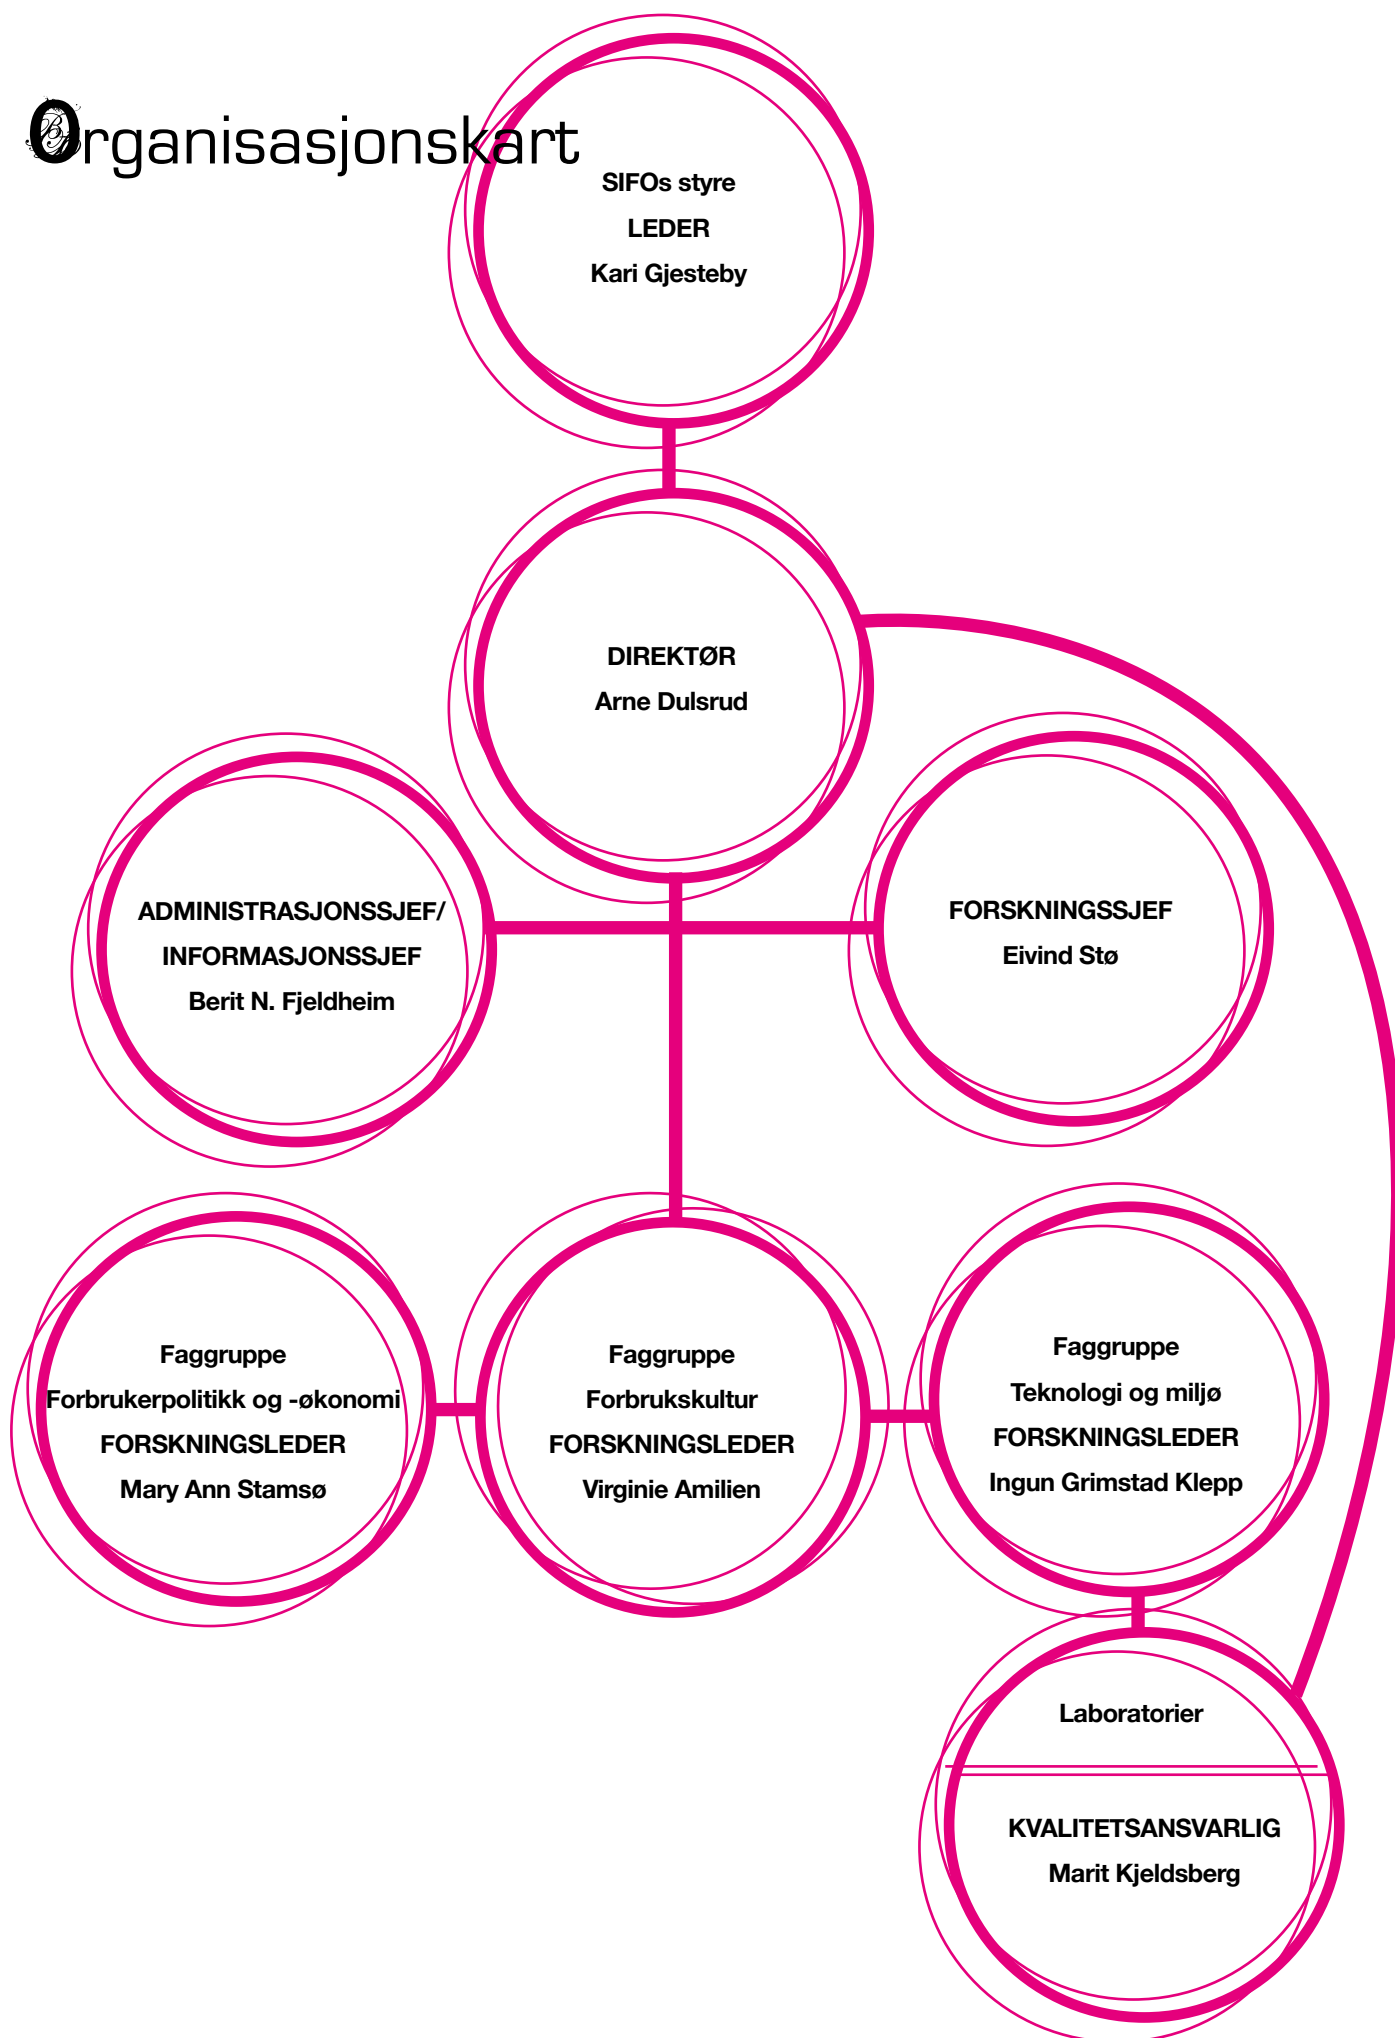 Organisasjonskart
SIFOs styre
LEDER
Kari Gjesteby
DIREKTØR
Arne Dulsrud
ADMINISTRASJONSSJEF/
INFORMASJONSSJEF
Berit N. Fjeldheim
FORSKNINGSSJEF
Eivind Stø
Faggruppe
Forbrukerpolitikk og -økonomi
FORSKNINGSLEDER
Mary Ann Stamsø
Faggruppe
Forbrukskultur
FORSKNINGSLEDER
Virginie Amilien
Faggruppe
Teknologi og miljø
FORSKNINGSLEDER
Ingun Grimstad Klepp
Laboratorier
KVALITETSANSVARLIG
Marit Kjeldsberg